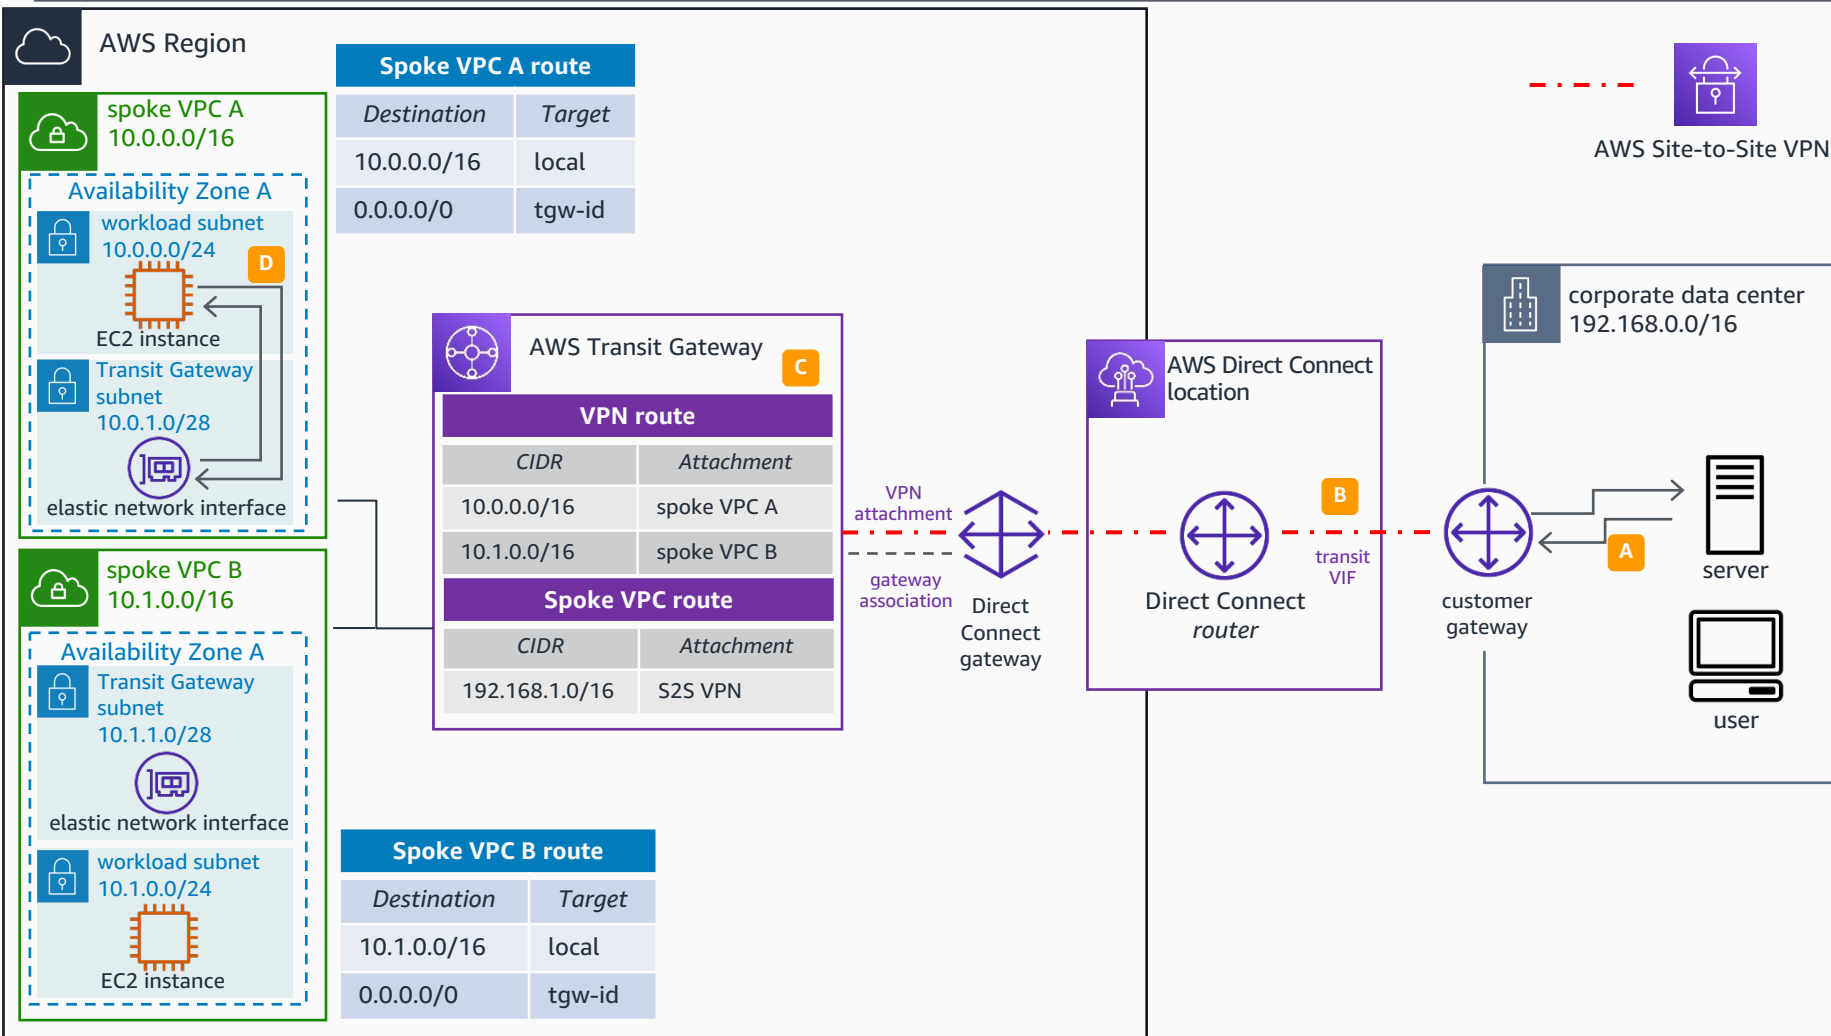 AWS Region
spoke VPC A
10.0.0.0/16
Availability Zone A
workload subnet
10.0.0.0/24
D
EC2 instance
Transit Gateway
subnet
10.0.1.0/28
elastic network interface
spoke VPC B
10.1.0.0/16
Availability Zone A
Transit Gateway
subnet
10.1.1.0/28
elastic network interface
workload subnet
10.1.0.0/24
EC2 instance
Spoke VPC A route
Destination Target
10.0.0.0/16 local
0.0.0.0/0 tgw-id
AWS Transit Gateway
C
VPN route
CIDR Attachment
10.0.0.0/16 spoke VPC A
10.1.0.0/16 spoke VPC B
Spoke VPC route
CIDR Attachment
192.168.1.0/16 S2S VPN
Spoke VPC B route
Destination Target
10.1.0.0/16 local
0.0.0.0/0 tgw-id
VPN
attachment
gateway
association
Direct
Connect
gateway
AWS Direct Connect
location
Direct Connect
router
B
transit
VIF
AWS Site-to-Site VPN
corporate data center
192.168.0.0/16
customer
gateway
A
server
user